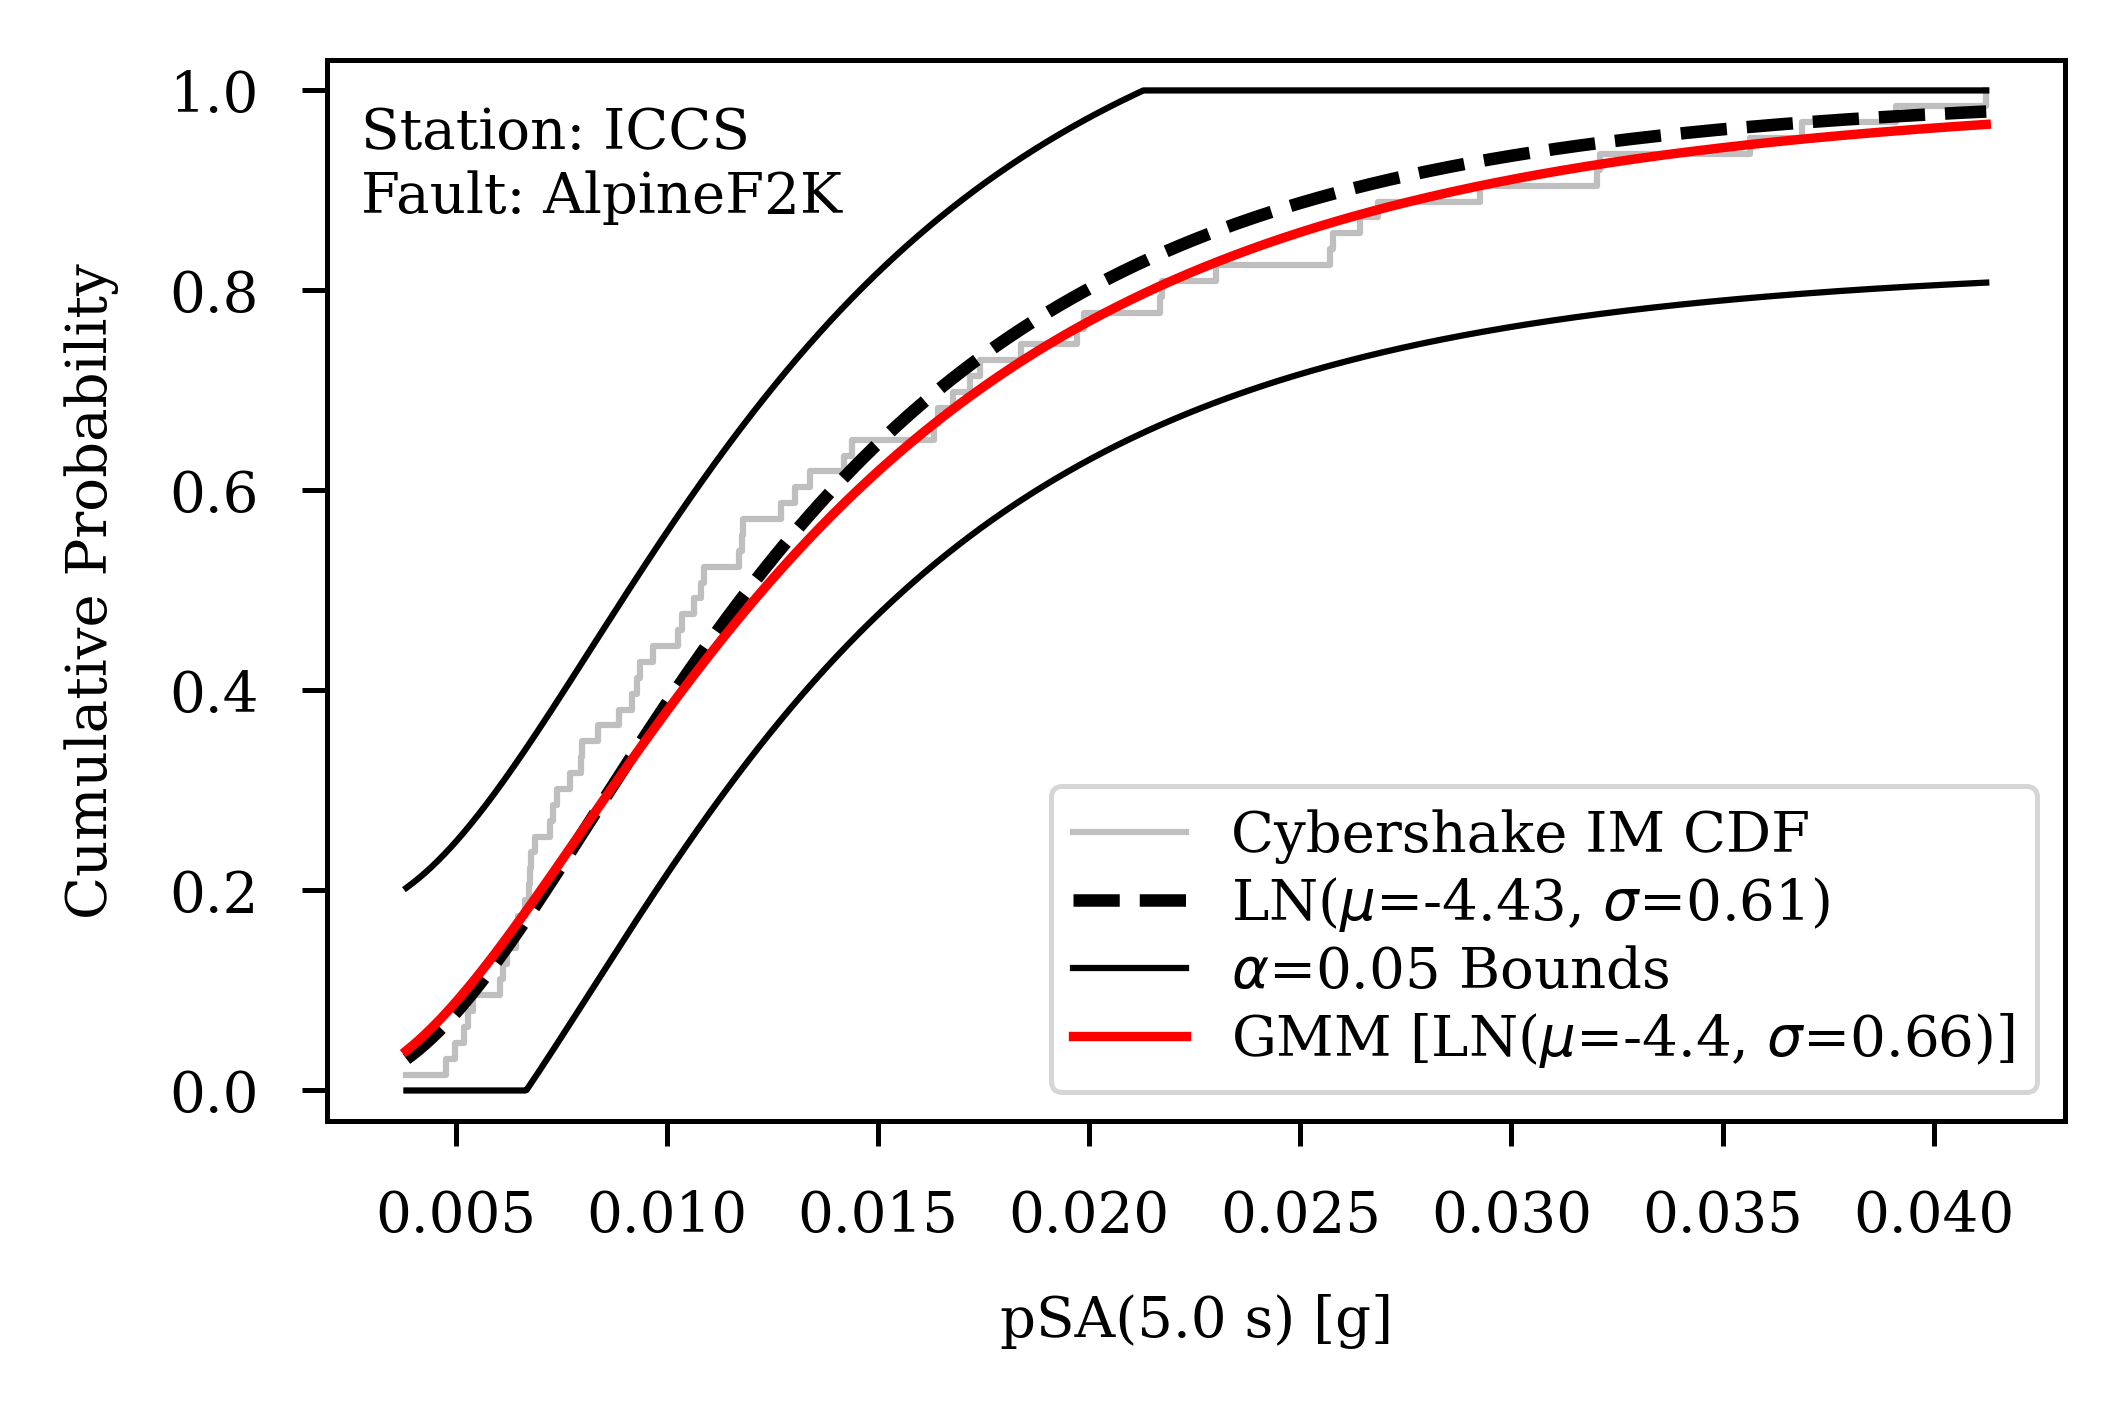 Station: ICCS
Fault: AlpineF2K
Cumulative Probability
1.0
0.8
0.6
0.4
0.2
0.0
Cybershake IM CDF
LN(μ=-4.43, σ=0.61)
α=0.05 Bounds
GMM [LN(μ=-4.4, σ=0.66)]
0.005 0.010 0.015 0.020 0.025 0.030 0.035 0.040
pSA(5.0 s) [g]